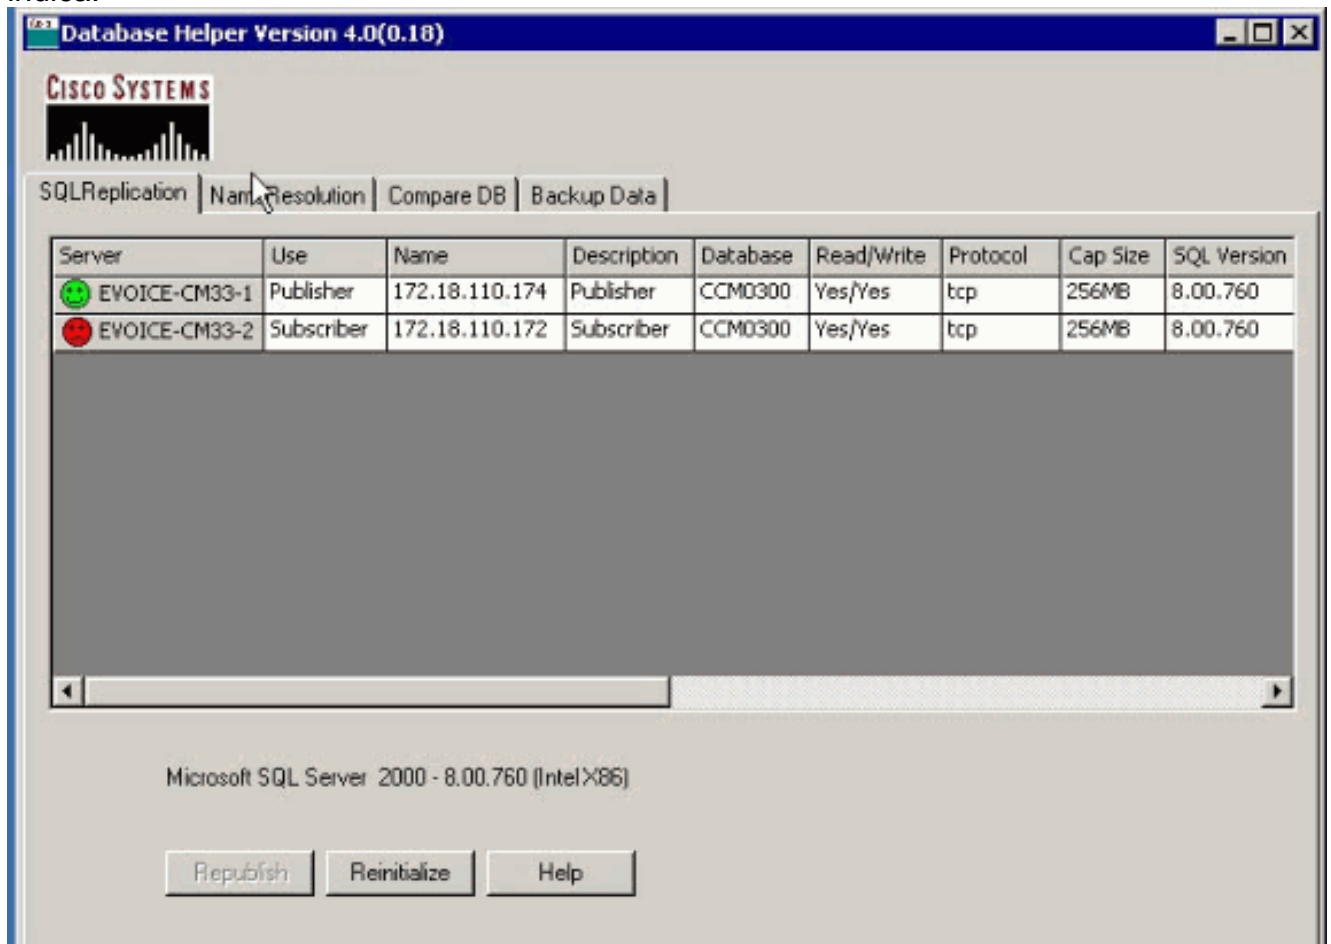 Database Helper Version 4.0(0.18)
CISCO SYSTEMS
SQLReplication Name Resolution Compare DB Backup Data
Server Use Name Description Database Read/Write Protocol Cap Size SQL Version
EVOICE-CM33-1 Publisher 172.18.110.174 Publisher CCM0300 Yes/Yes tcp 256MB 8.00.760
EVOICE-CM33-2 Subscriber 172.18.110.172 Subscriber CCM0300 Yes/Yes tcp 256MB 8.00.760
Microsoft SQL Server 2000 - 8.00.760 (Intel X86)
Republish Reinitialize Help